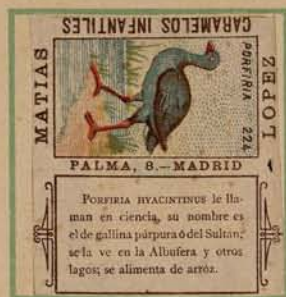 CARAMELOS INFANTILES
MATIAS
LOPEZ
PORFIRIA 224
PALMA, 8.—MADRID
PORFIRIA HYACINTINUS le lla-
man en ciencia, su nombre es
el de gallina púrpura ó del Sultan;
se la ve en la Albufera y otros
lagos; se alimenta de arróz.